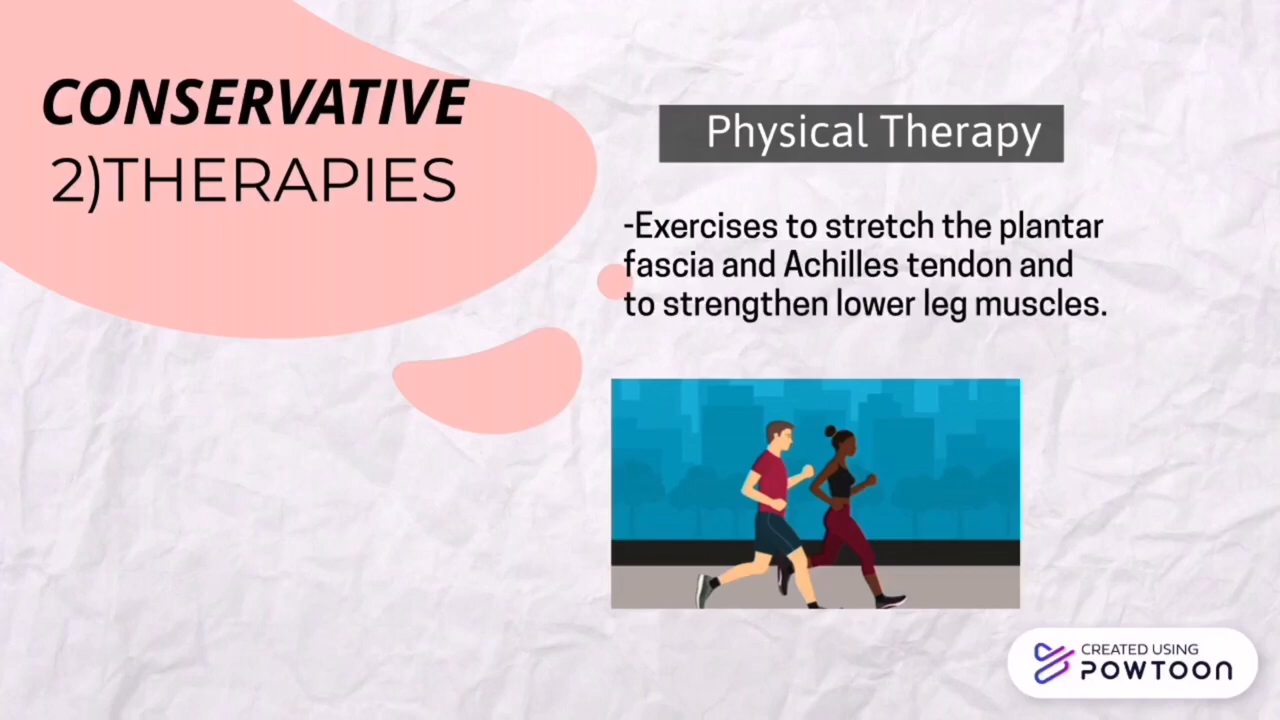 CONSERVATIVE
2)THERAPIES
Physical Therapy
-Exercises to stretch the plantar
fascia and Achilles tendon and
to strengthen lower leg muscles.
CREATED USING
POWTOON